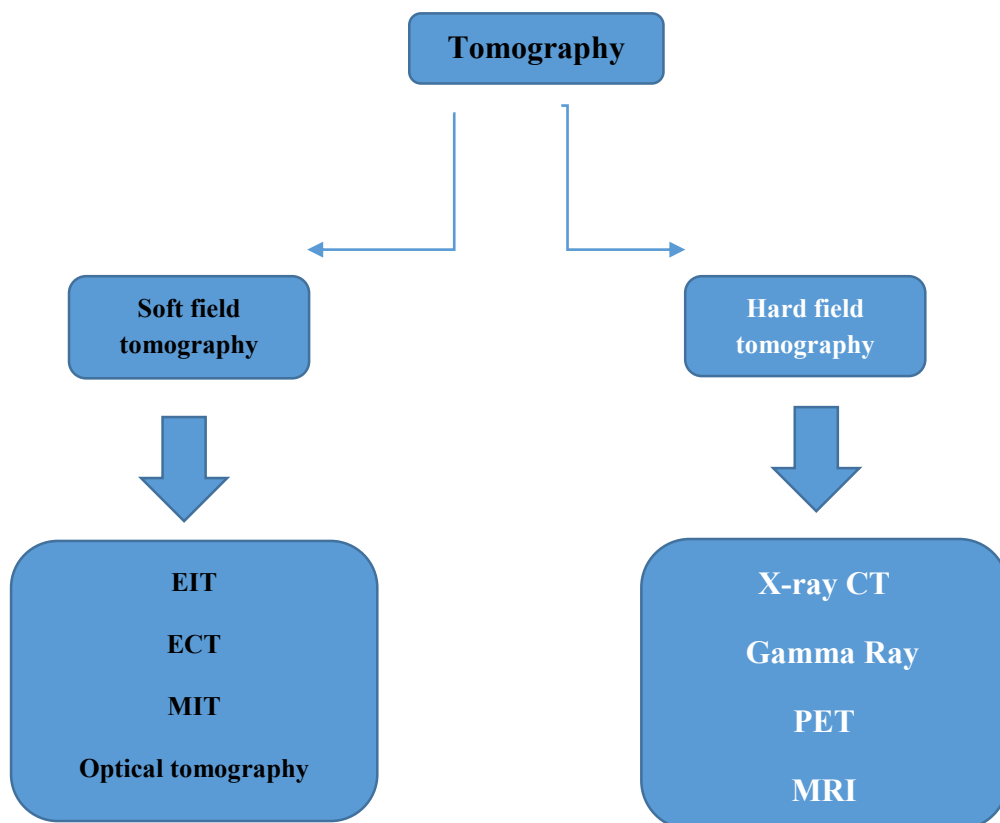 Tomography
Soft field
tomography
Hard field
tomography
EIT
ECT
MIT
Optical tomography
X-ray CT
Gamma Ray
PET
MRI